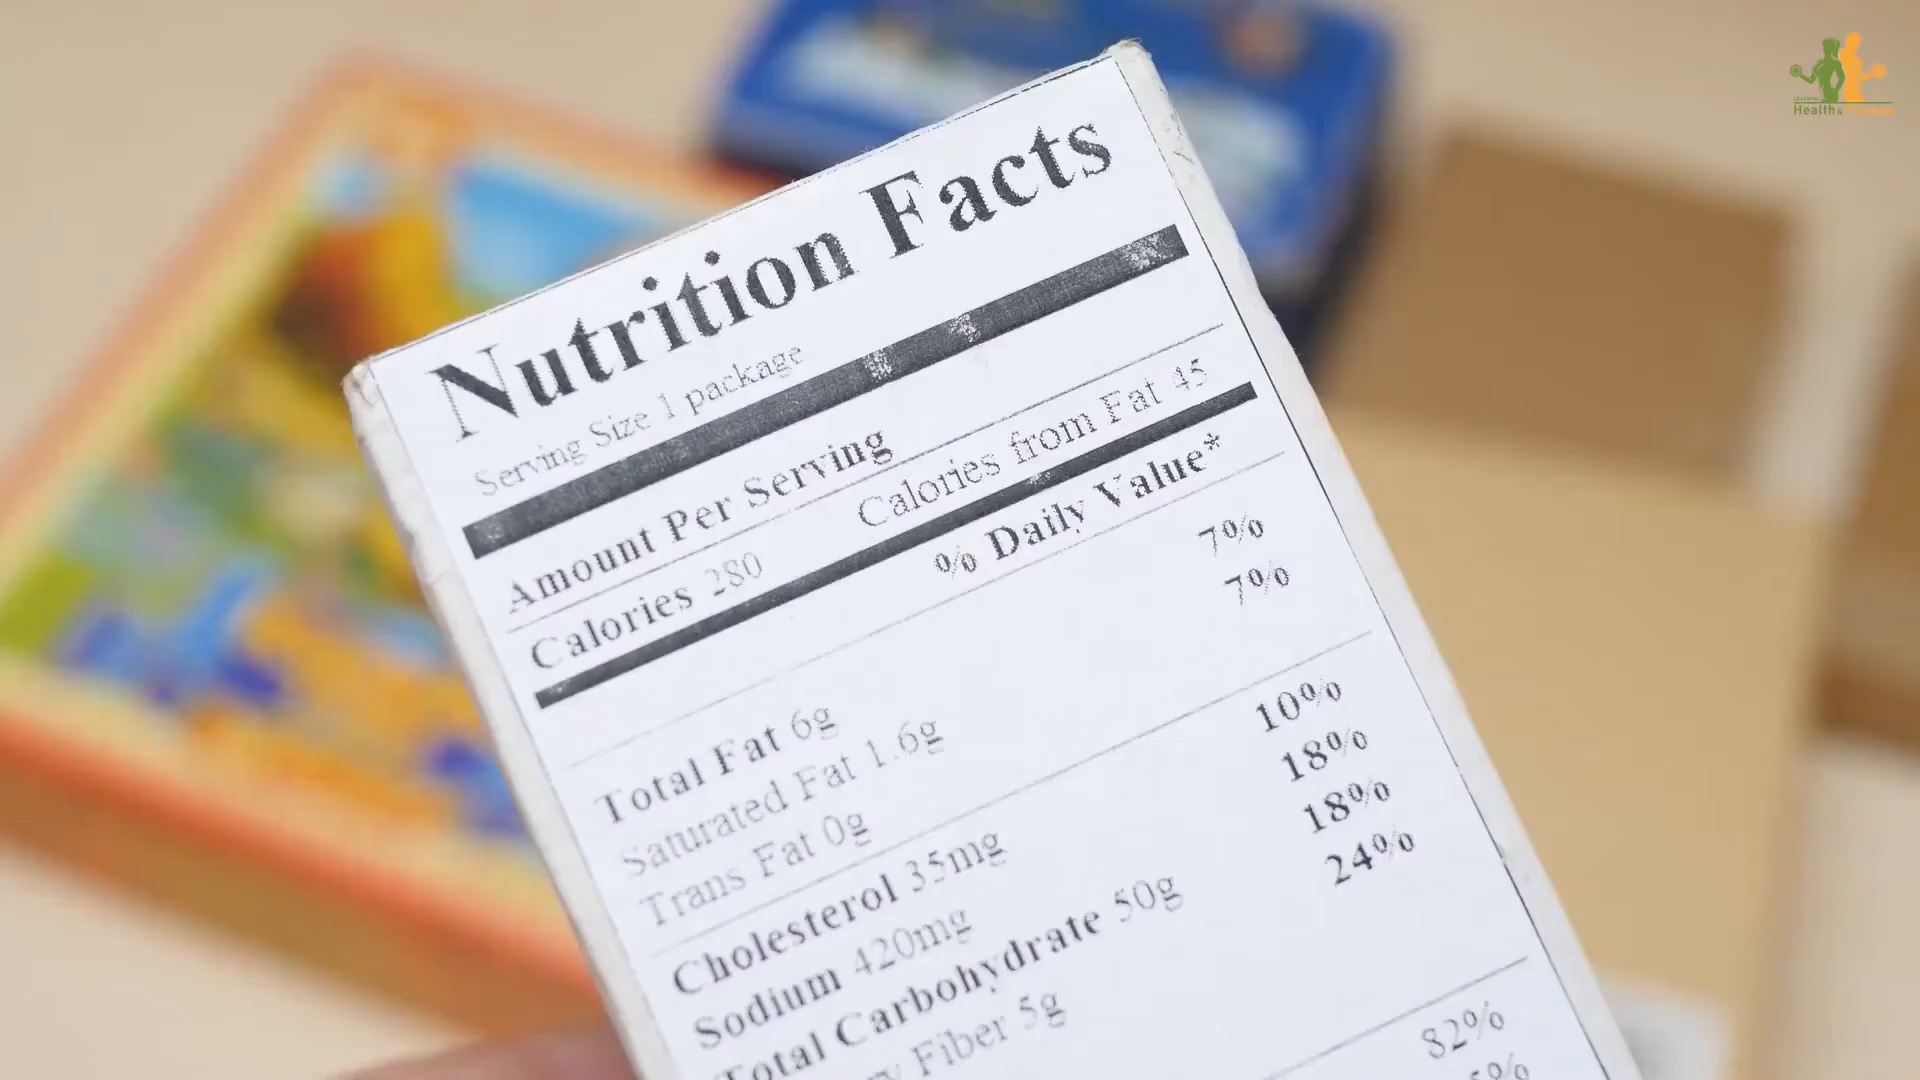 Nutrition Facts
Serving Size 1 package
Amount Per Serving
Calories 280 Calories from Fat 45
% Daily Value*
Total Fat 6g 7%
Saturated Fat 1.6g 7%
Trans Fat 0g
Cholesterol 35mg 10%
Sodium 420mg 18%
Total Carbohydrate 50g 18%
Fiber 5g 24%
82%
Health &